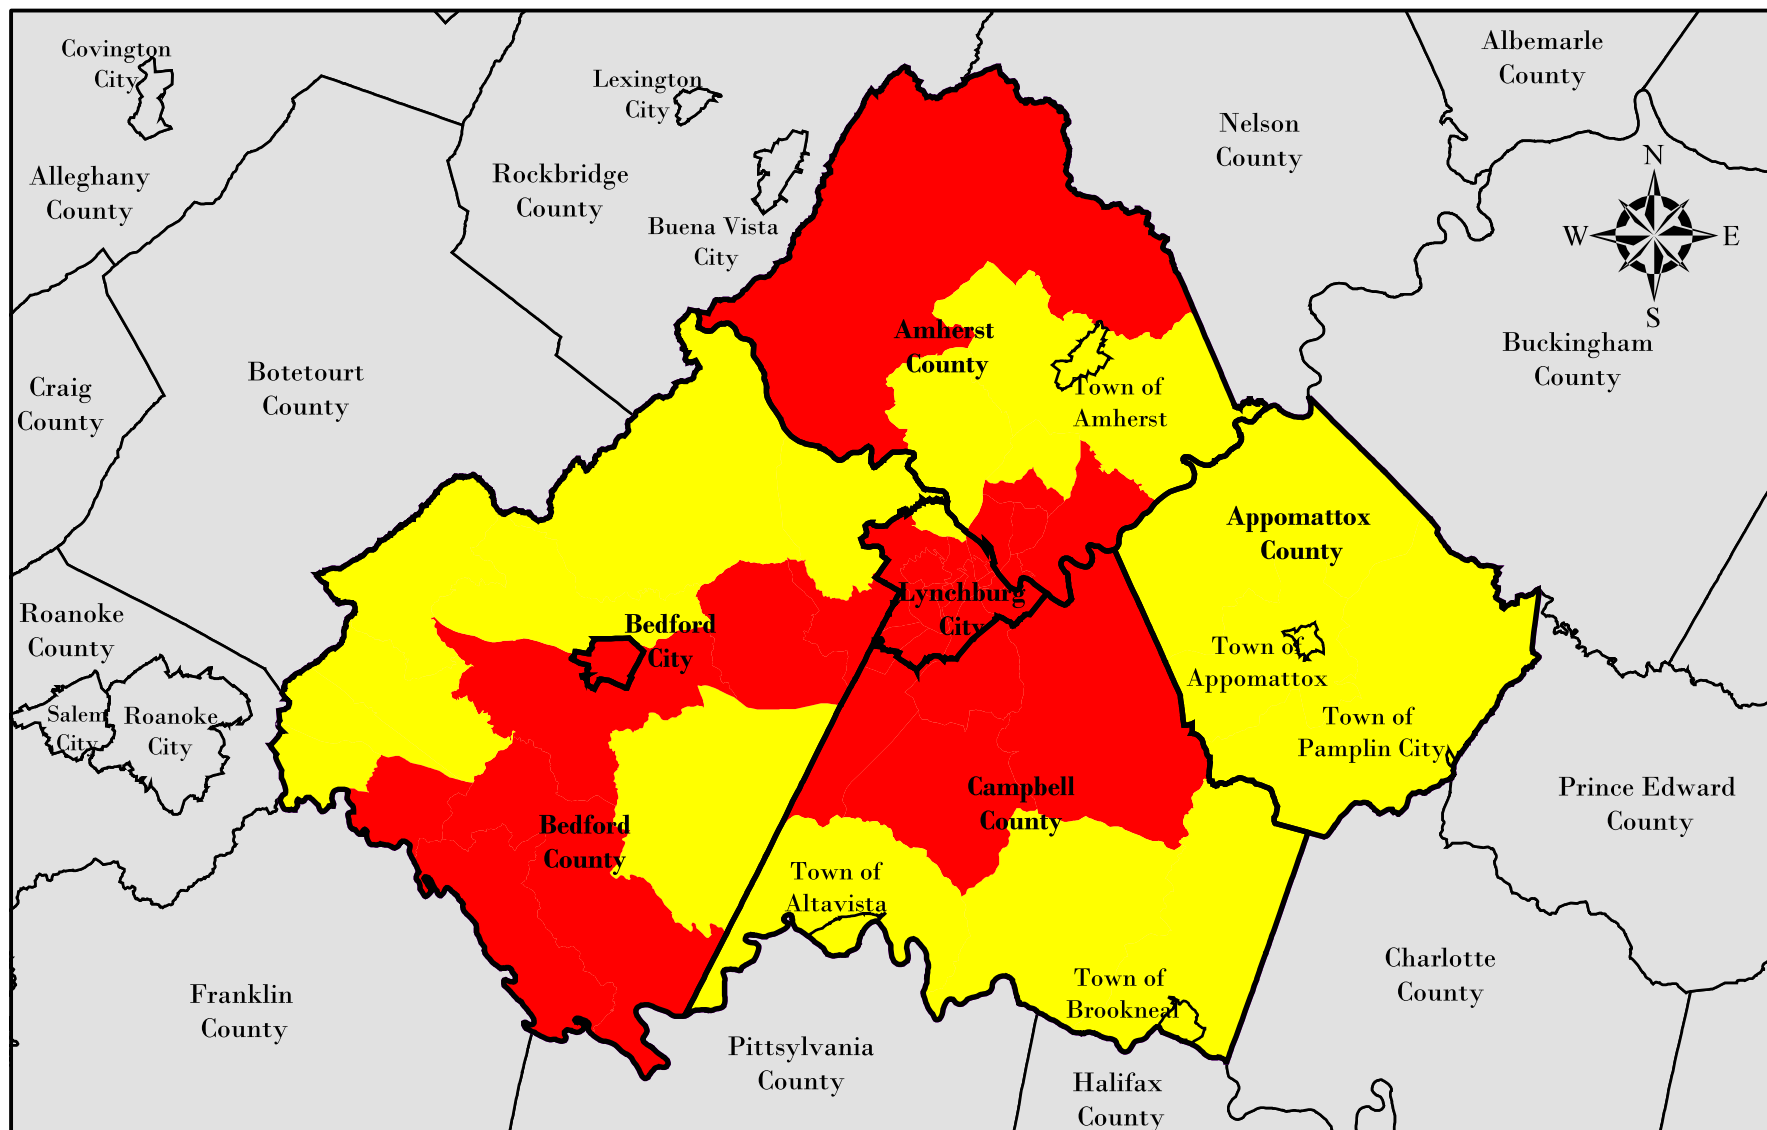 Covington
City
Lexington
City
Albemarle
County
Nelson
County
N
W
E
S
Alleghany
County
Rockbridge
County
Buena Vista
City
Amherst
County
Buckingham
County
Craig
County
Botetourt
County
Town of
Amherst
Appomattox
County
Roanoke
County
Lynchburg
City
Bedford
City
Town of
Appomattox
Salem
City
Roanoke
City
Town of
Pamplin City
Campbell
County
Prince Edward
County
Bedford
County
Town of
Altavista
Franklin
County
Town of
Brookneal
Charlotte
County
Pittsylvania
County
Halifax
County